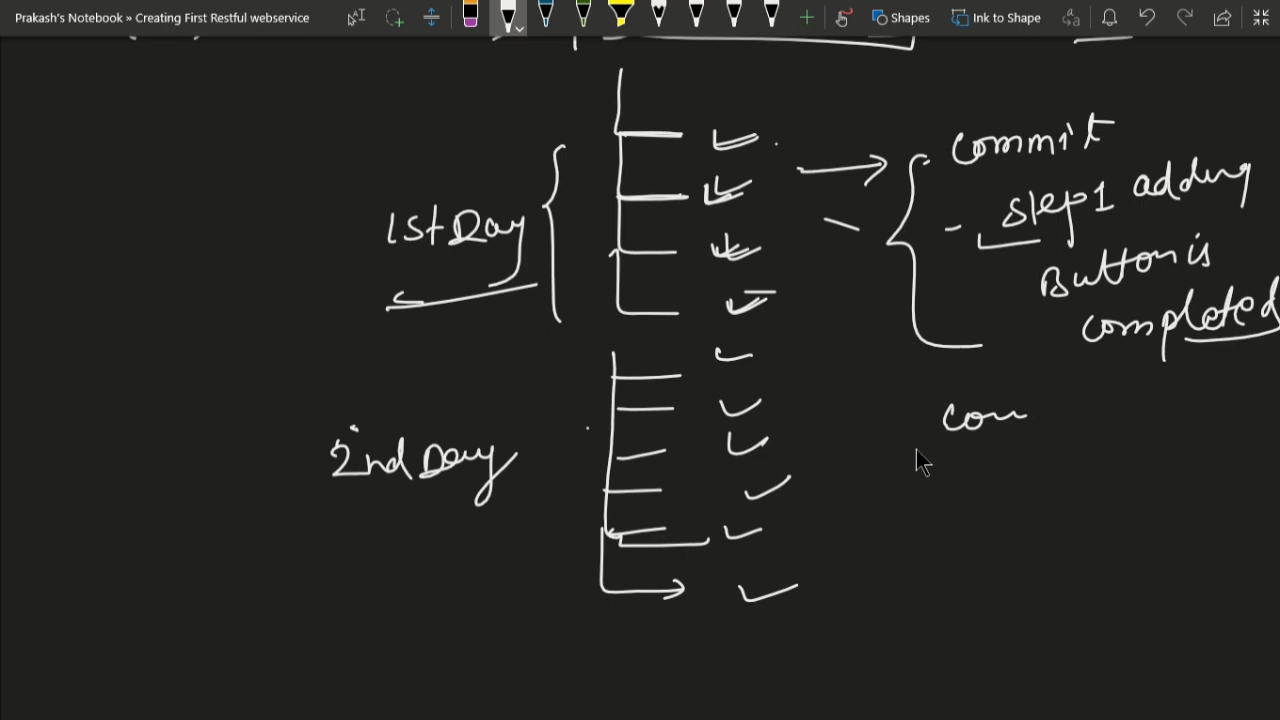 Prakash's Notebook » Creating First Restful webservice
Shapes
Ink to Shape
commit
1st Day
- step1 adding
Button is
completed
2nd Day
com